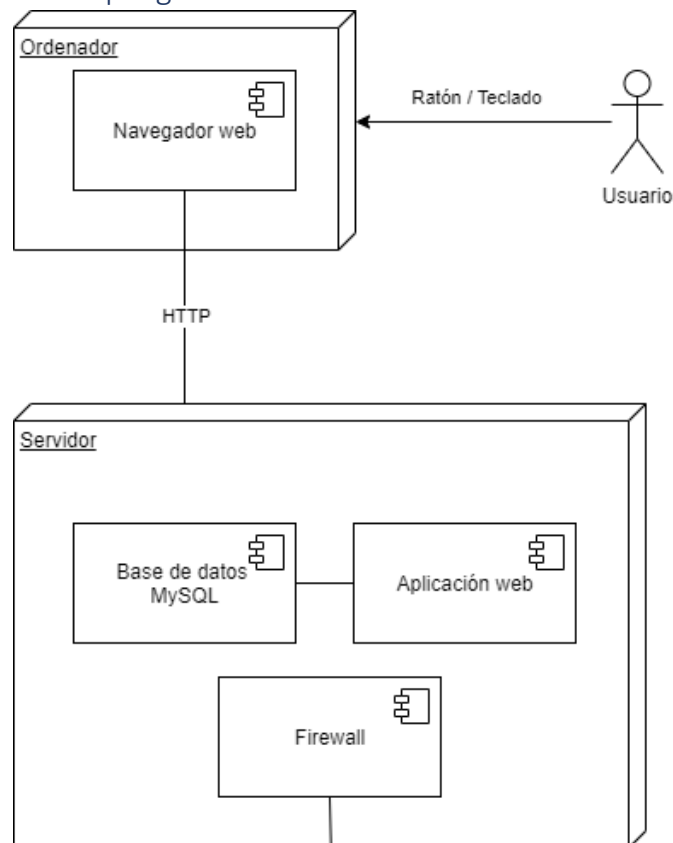 Ordenador
Navegador web
Ratón / Teclado
Usuario
HTTP
Servidor
Base de datos
MySQL
Aplicación web
Firewall